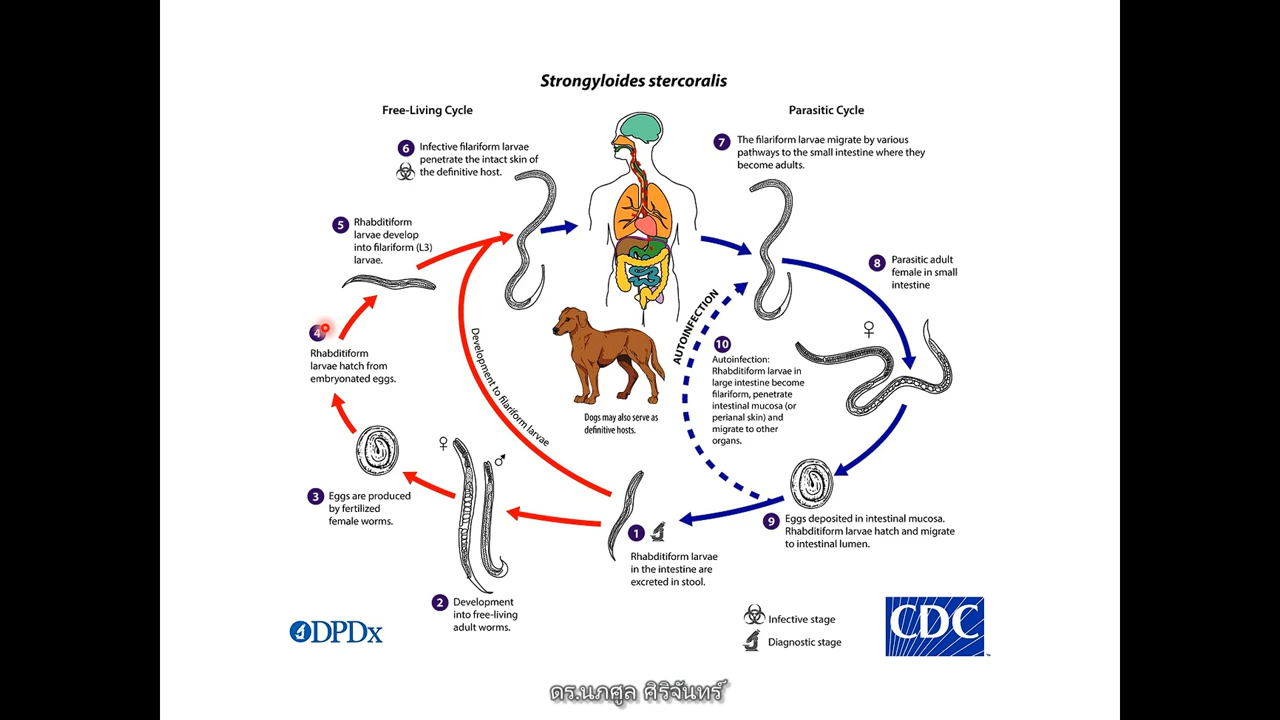 Strongyloides stercoralis
Free-Living Cycle
Parasitic Cycle
6 Infective filariform larvae
penetrate the intact skin of
the definitive host.
7 The filariform larvae migrate by various
pathways to the small intestine where they
become adults.
5 Rhabditiform
larvae develop
into filariform (L3)
larvae.
8 Parasitic adult
female in small
intestine
4
Rhabditiform
larvae hatch from
embryonated eggs.
Development to filariform larvae
AUTOINFECTION
10
Autoinfection:
Rhabditiform larvae in
large intestine become
filariform, penetrate
intestinal mucosa (or
perianal skin) and
migrate to other
organs.
Dogs may also serve as
definitive hosts.
♀
♀
♂
3 Eggs are produced
by fertilized
female worms.
9 Eggs deposited in intestinal mucosa.
Rhabditiform larvae hatch and migrate
to intestinal lumen.
1
Rhabditiform larvae
in the intestine are
excreted in stool.
2 Development
into free-living
adult worms.
Infective stage
Diagnostic stage
DPDx
CDC
ดร.นภศูล ศิริจันทร์